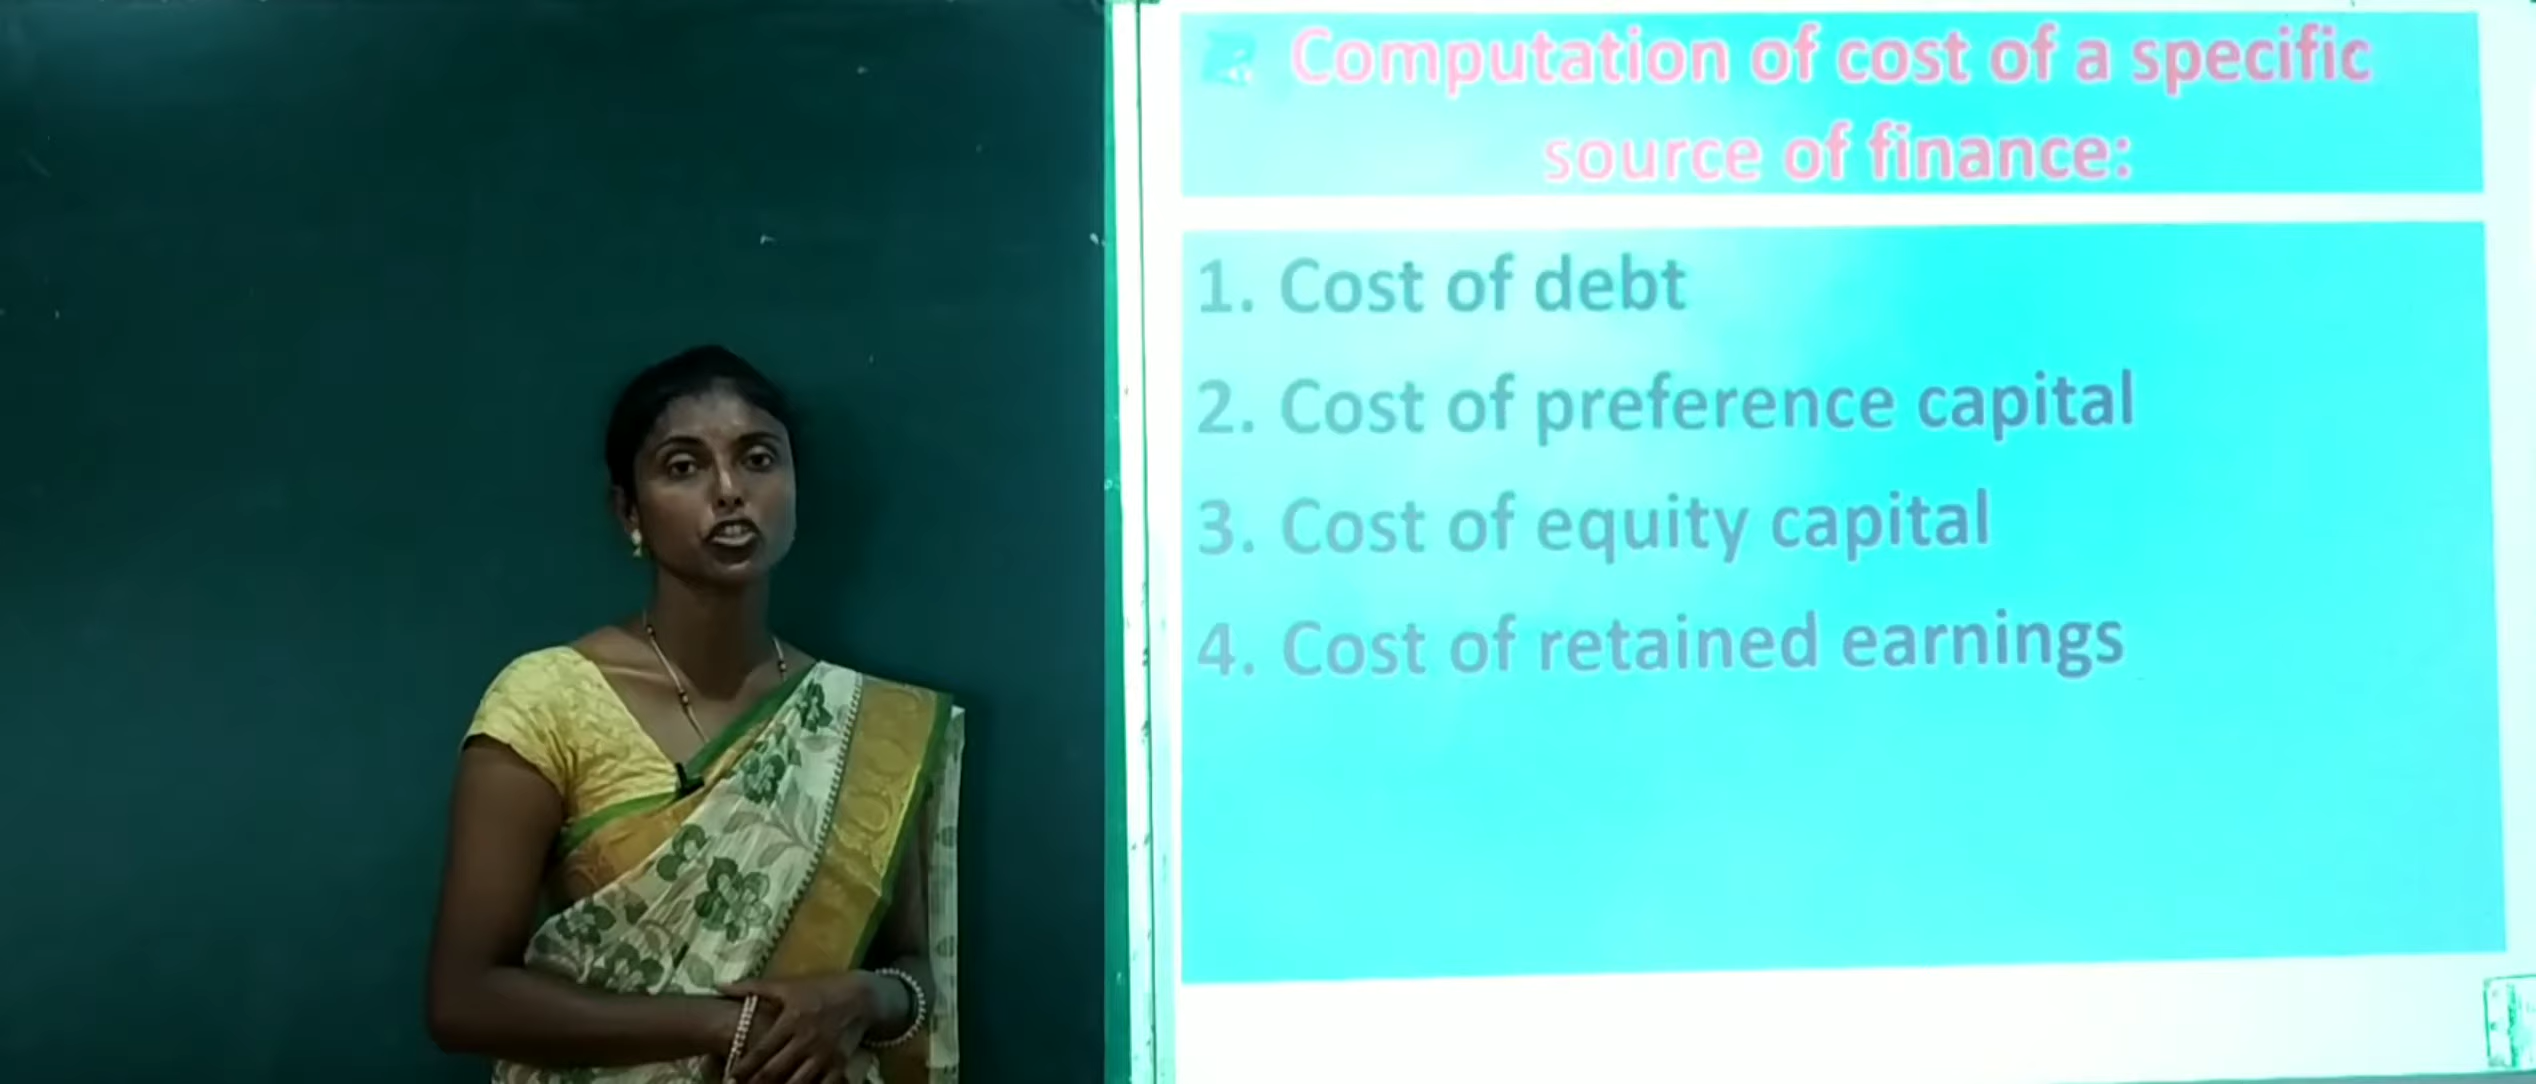 Computation of cost of a specific
source of finance:
1. Cost of debt
2. Cost of preference capital
3. Cost of equity capital
4. Cost of retained earnings